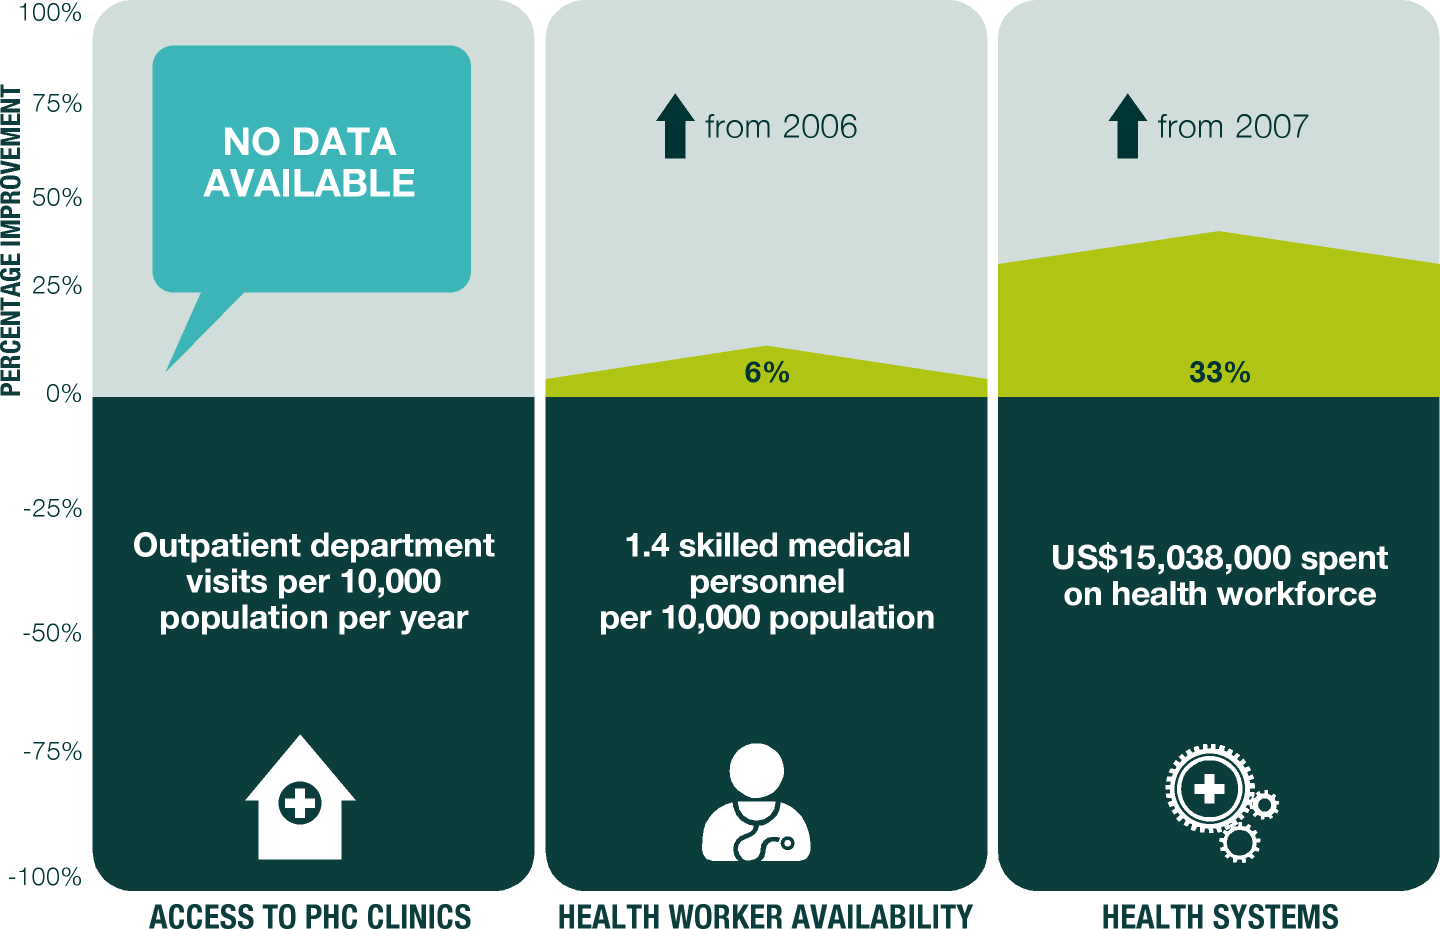 100%
75%
50%
25%
0%
-25%
-50%
-75%
-100%
PERCENTAGE IMPROVEMENT
NO DATA
AVAILABLE
Outpatient department
visits per 10,000
population per year
ACCESS TO PHC CLINICS
from 2006
6%
1.4 skilled medical
personnel
per 10,000 population
HEALTH WORKER AVAILABILITY
from 2007
33%
US$15,038,000 spent
on health workforce
HEALTH SYSTEMS